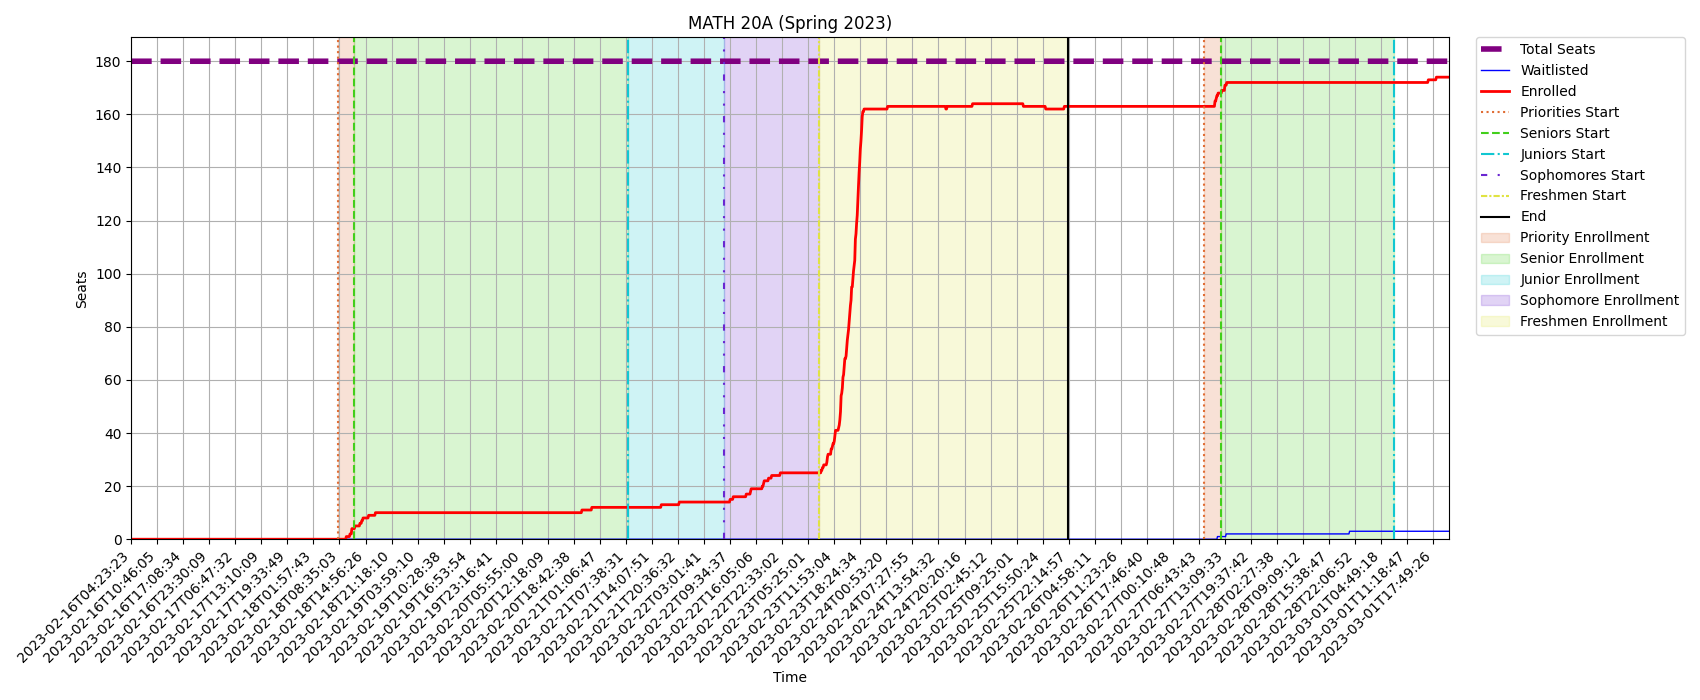 MATH 20A (Spring 2023)
Seats
180
160
140
120
100
80
60
40
20
0
2023-02-16T04:23:23
2023-02-16T10:46:05
2023-02-16T17:08:34
2023-02-16T23:30:09
2023-02-17T06:47:32
2023-02-17T13:10:09
2023-02-17T19:33:49
2023-02-18T01:57:43
2023-02-18T08:35:03
2023-02-18T14:56:26
2023-02-18T21:18:10
2023-02-19T03:59:10
2023-02-19T10:28:38
2023-02-19T16:53:54
2023-02-19T23:16:41
2023-02-20T05:55:00
2023-02-20T12:18:09
2023-02-20T18:42:38
2023-02-21T01:06:47
2023-02-21T07:38:31
2023-02-21T14:07:51
2023-02-21T20:36:32
2023-02-22T03:01:41
2023-02-22T09:34:37
2023-02-22T16:05:06
2023-02-22T22:33:02
2023-02-23T05:25:01
2023-02-23T11:53:04
2023-02-23T18:24:34
2023-02-24T00:53:20
2023-02-24T07:27:55
2023-02-24T13:54:32
2023-02-24T20:20:16
2023-02-25T02:45:12
2023-02-25T09:25:01
2023-02-25T15:50:24
2023-02-25T22:14:57
2023-02-26T04:58:11
2023-02-26T11:23:26
2023-02-26T17:46:40
2023-02-27T00:10:48
2023-02-27T06:43:43
2023-02-27T13:09:33
2023-02-27T19:37:42
2023-02-28T02:27:38
2023-02-28T09:09:12
2023-02-28T15:38:47
2023-02-28T22:06:52
2023-03-01T04:49:18
2023-03-01T11:18:47
2023-03-01T17:49:26
Time
Total Seats
Waitlisted
Enrolled
Priorities Start
Seniors Start
Juniors Start
Sophomores Start
Freshmen Start
End
Priority Enrollment
Senior Enrollment
Junior Enrollment
Sophomore Enrollment
Freshmen Enrollment